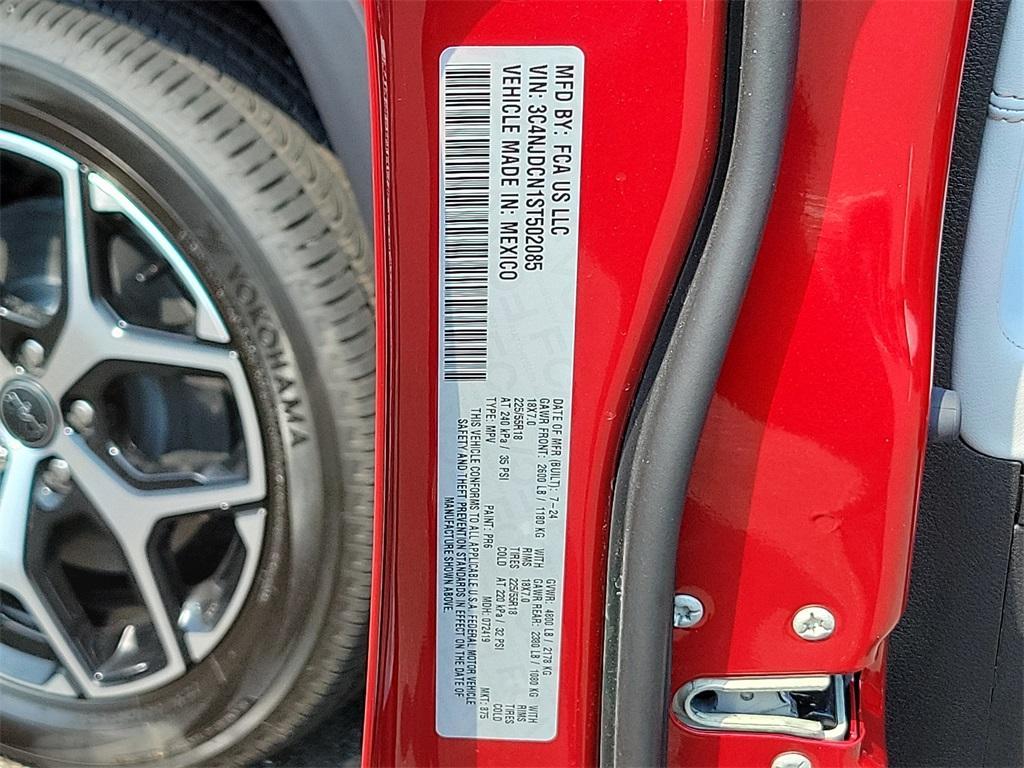 MFD BY: FCA US LLC
VIN: 3C4NJDCN1ST502085
VEHICLE MADE IN: MEXICO
DATE OF MFR (BUILT): 7-24 GVWR: 4800 LB / 2178 KG
GAWR FRONT: 2600 LB / 1180 KG WITH GAWR REAR: 2380 LB / 1080 KG WITH
18X7.0 RIMS 18X7.0 RIMS
225/55R18 TIRES 225/55R18 TIRES
AT 240 kPa / 35 PSI COLD AT 220 kPa / 32 PSI COLD
TYPE: MPV PAINT: PR6 MDH: 072419 MKT: 875
THIS VEHICLE CONFORMS TO ALL APPLICABLE U.S.A. FEDERAL MOTOR VEHICLE
SAFETY AND THEFT PREVENTION STANDARDS IN EFFECT ON THE DATE OF
MANUFACTURE SHOWN ABOVE.
YOKOHAMA